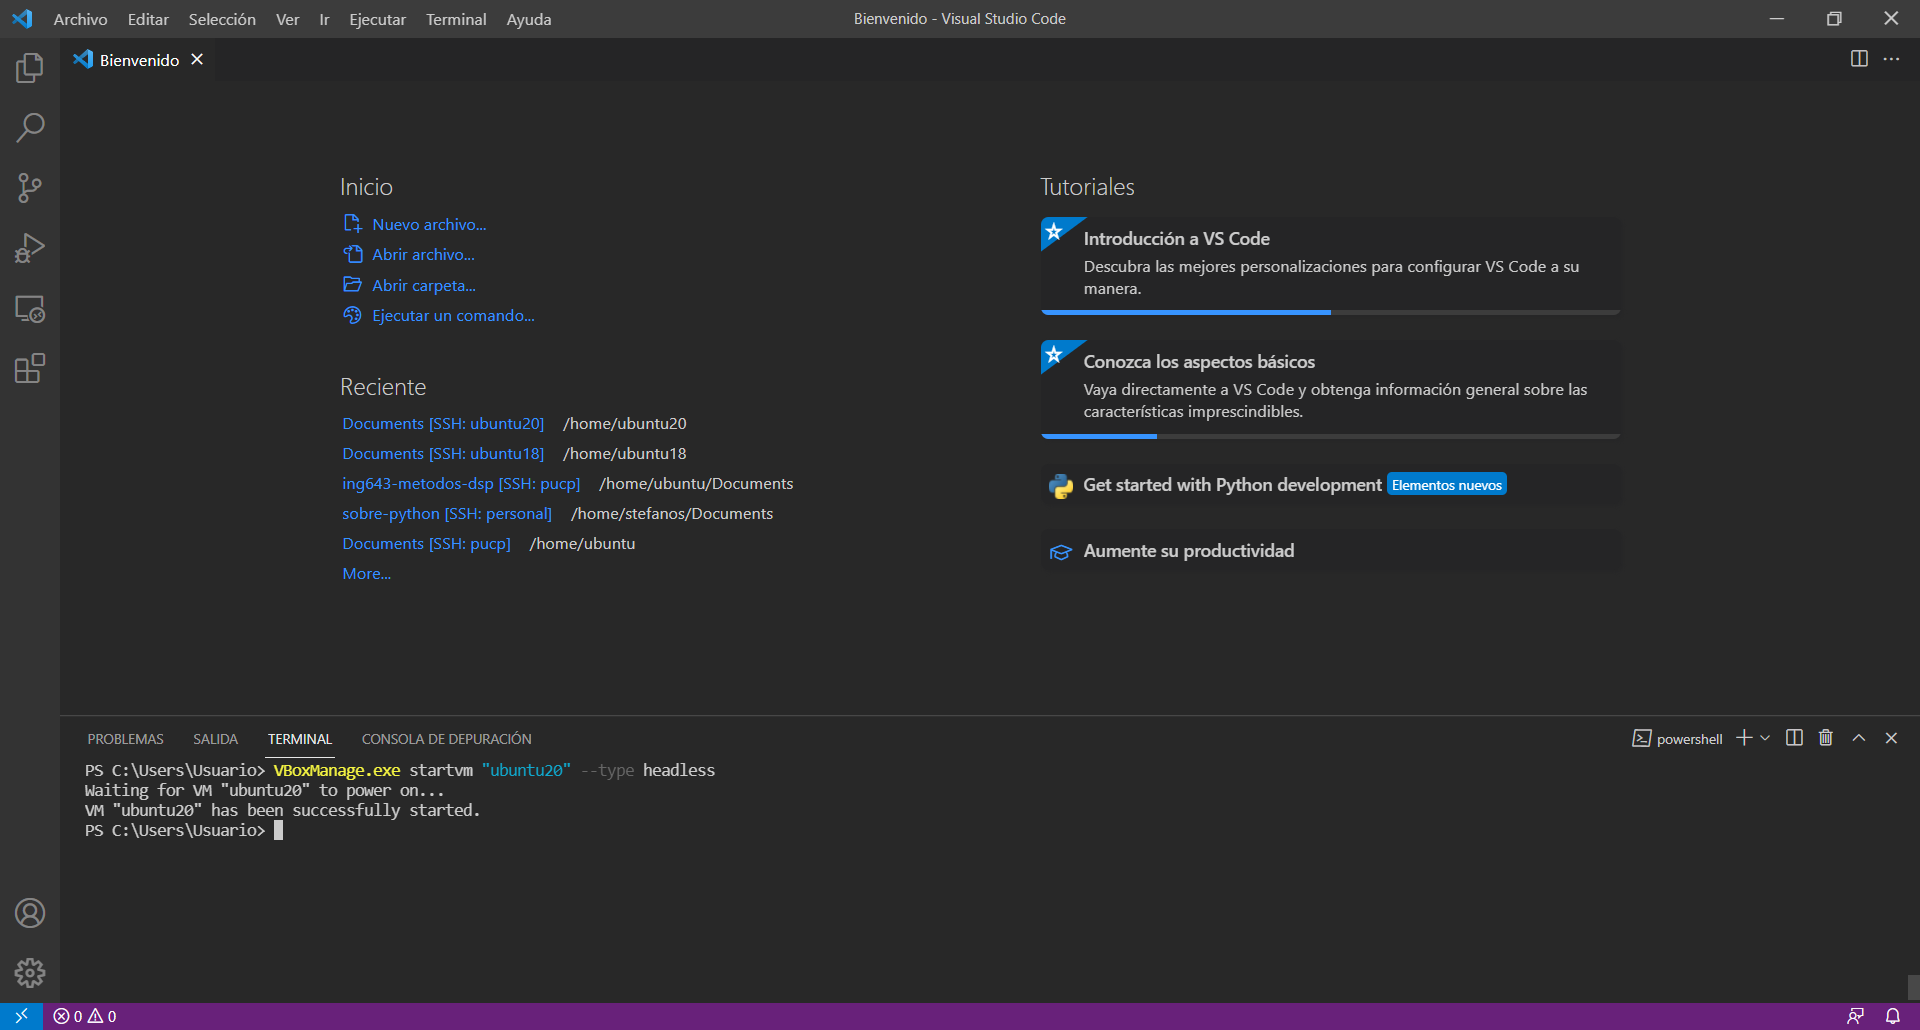 Archivo Editar Selección Ver Ir Ejecutar Terminal Ayuda
Bienvenido - Visual Studio Code
Bienvenido
Inicio
Nuevo archivo...
Abrir archivo...
Abrir carpeta...
Ejecutar un comando...
Reciente
Documents [SSH: ubuntu20] /home/ubuntu20
Documents [SSH: ubuntu18] /home/ubuntu18
ing643-metodos-dsp [SSH: pucp] /home/ubuntu/Documents
sobre-python [SSH: personal] /home/stefanos/Documents
Documents [SSH: pucp] /home/ubuntu
More...
Tutoriales
Introducción a VS Code
Descubra las mejores personalizaciones para configurar VS Code a su
manera.
Conozca los aspectos básicos
Vaya directamente a VS Code y obtenga información general sobre las
características imprescindibles.
Get started with Python development Elementos nuevos
Aumente su productividad
PROBLEMAS SALIDA TERMINAL CONSOLA DE DEPURACIÓN
powershell
PS C:\Users\Usuario> VBoxManage.exe startvm "ubuntu20" --type headless
Waiting for VM "ubuntu20" to power on...
VM "ubuntu20" has been successfully started.
PS C:\Users\Usuario>
0 0